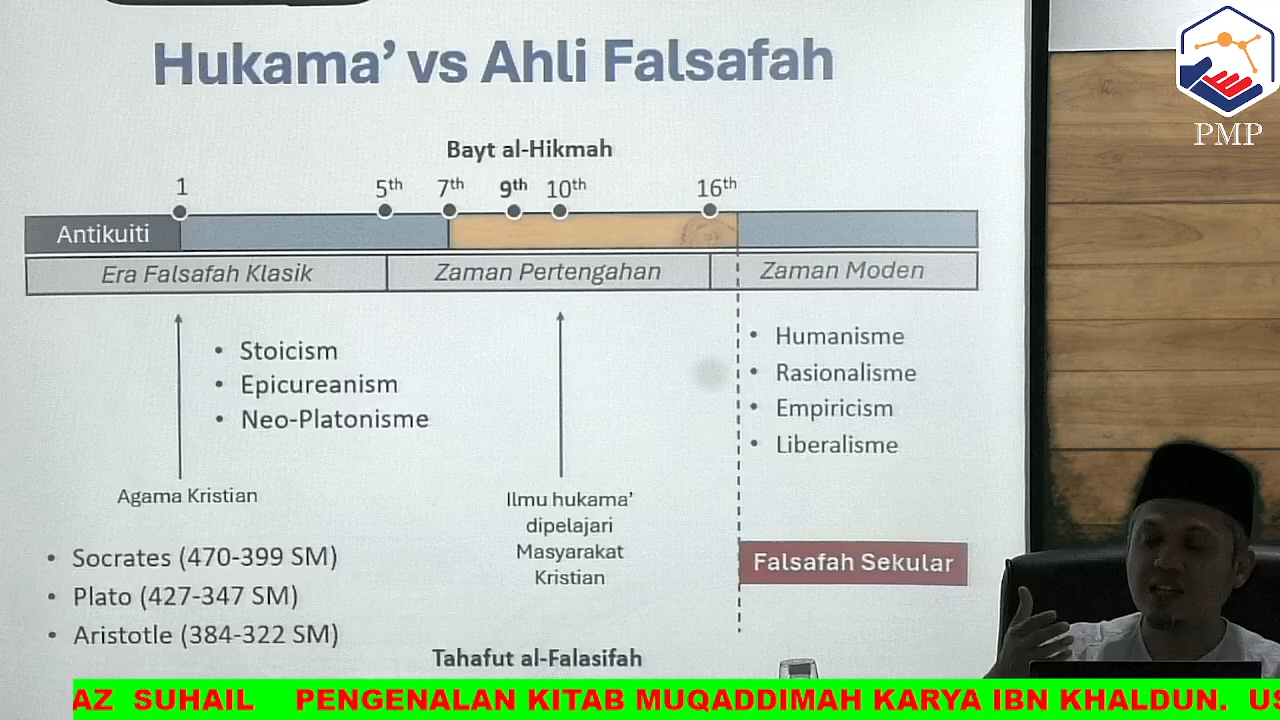 Hukama’ vs Ahli Falsafah
PMP
Bayt al-Hikmah
1 5th 7th 9th 10th 16th
Antikuiti
Era Falsafah Klasik Zaman Pertengahan Zaman Moden
• Stoicism
• Epicureanism
• Neo-Platonisme
• Humanisme
• Rasionalisme
• Empiricism
• Liberalisme
Agama Kristian
Ilmu hukama’
dipelajari
Masyarakat
Kristian
• Socrates (470-399 SM)
• Plato (427-347 SM)
• Aristotle (384-322 SM)
Falsafah Sekular
Tahafut al-Falasifah
AZ SUHAIL PENGENALAN KITAB MUQADDIMAH KARYA IBN KHALDUN. US